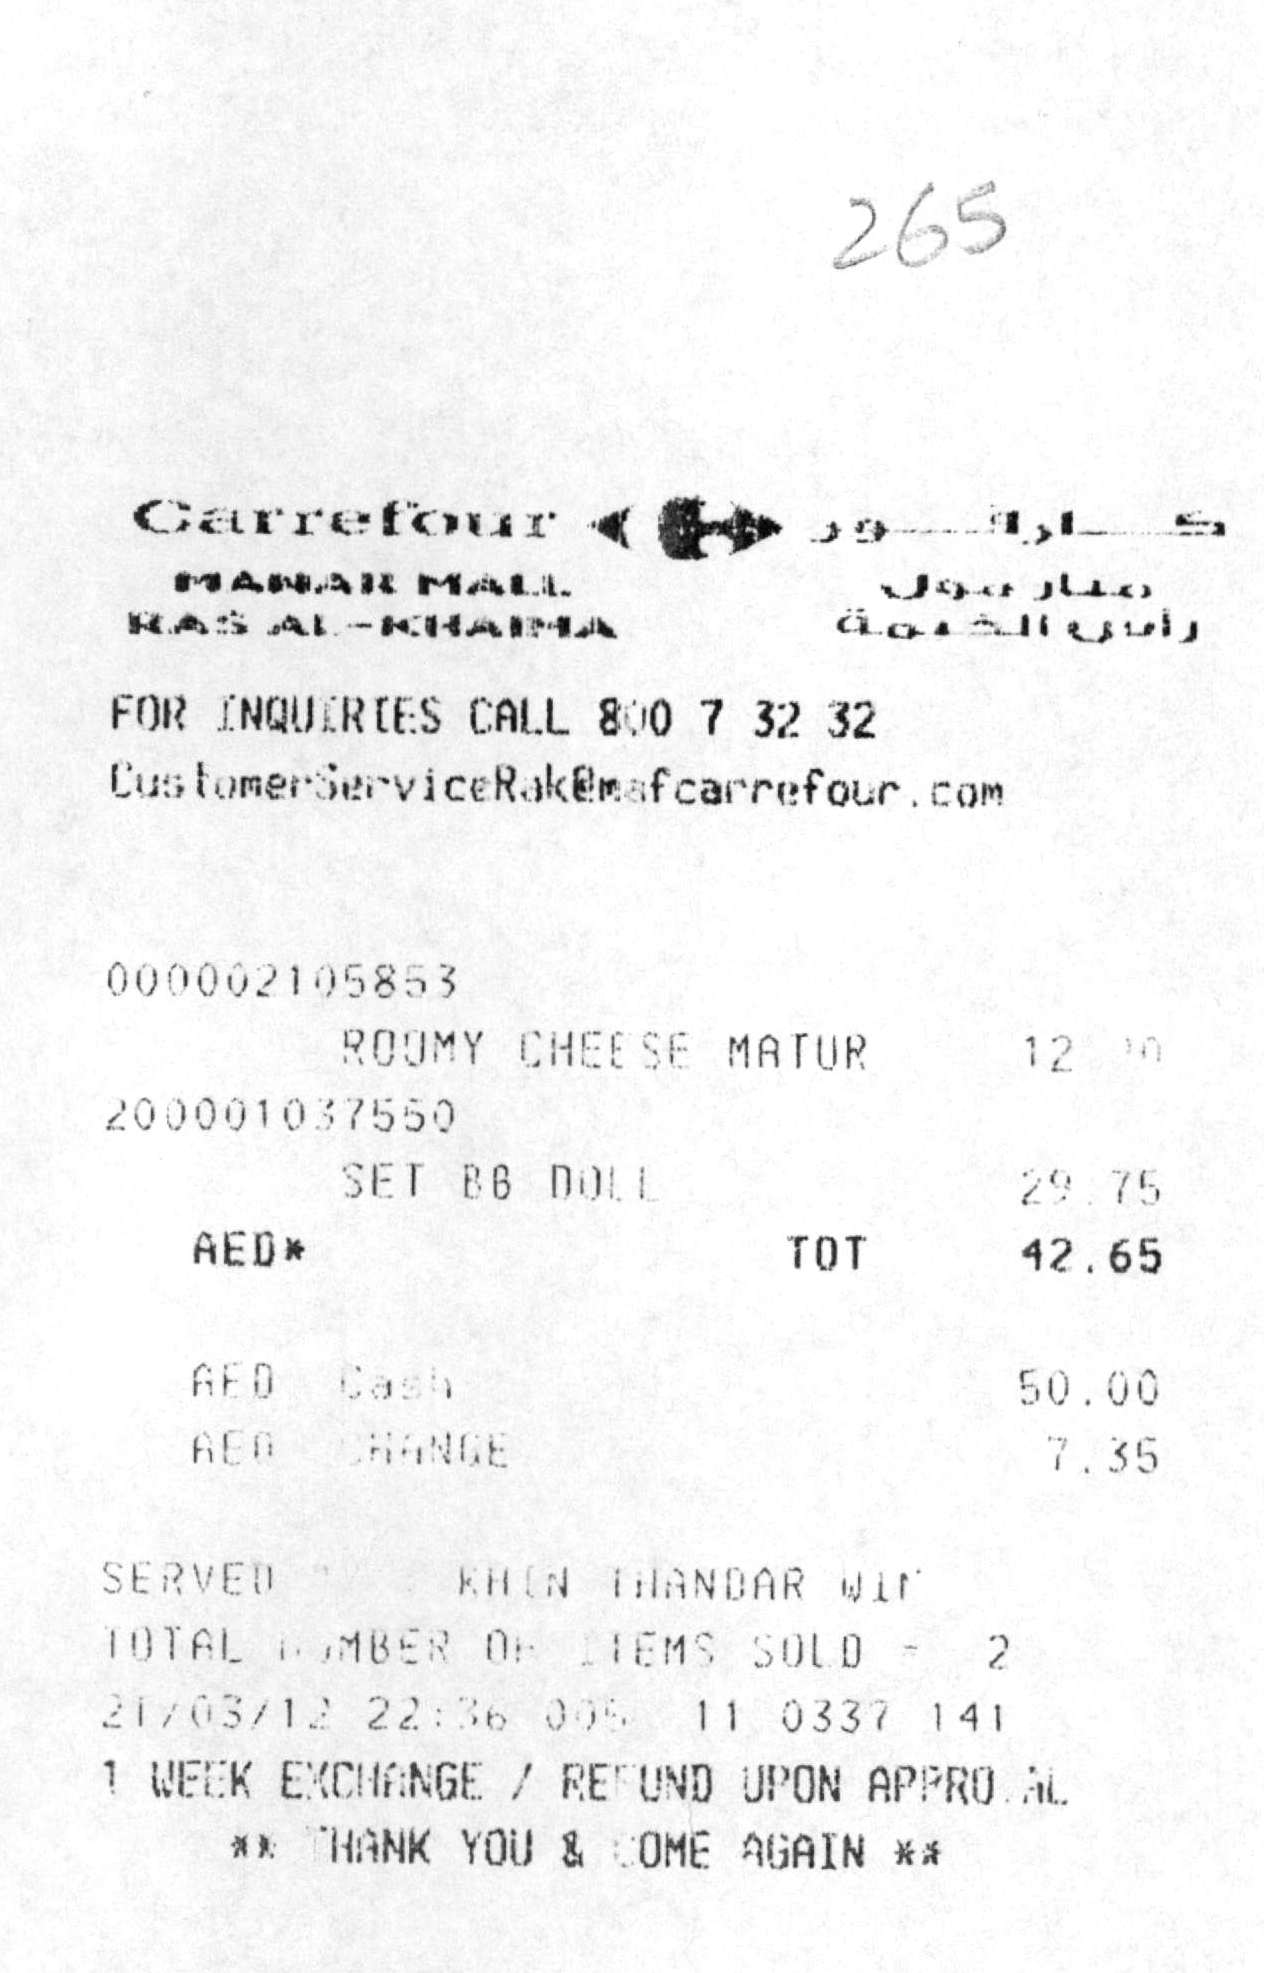 265
Carrefour كارفور
MANAR MALL منار مول
RAS AL-KHAIMA رأس الخيمة
FOR INQUIRIES CALL 800 7 32 32
CustomerServiceRak@mafcarrefour.com
000002105853
ROOMY CHEESE MATUR
200001037550
SET BB DOLL 29.75
AED* TOT 42.65
AED Cash 50.00
AED CHANGE 7.35
SERVED KHIN THANDAR WIN
TOTAL NUMBER OF ITEMS SOLD = 2
21/03/12 22:36 005 11 0337 141
1 WEEK EXCHANGE / REFUND UPON APPROVAL
** THANK YOU & COME AGAIN **